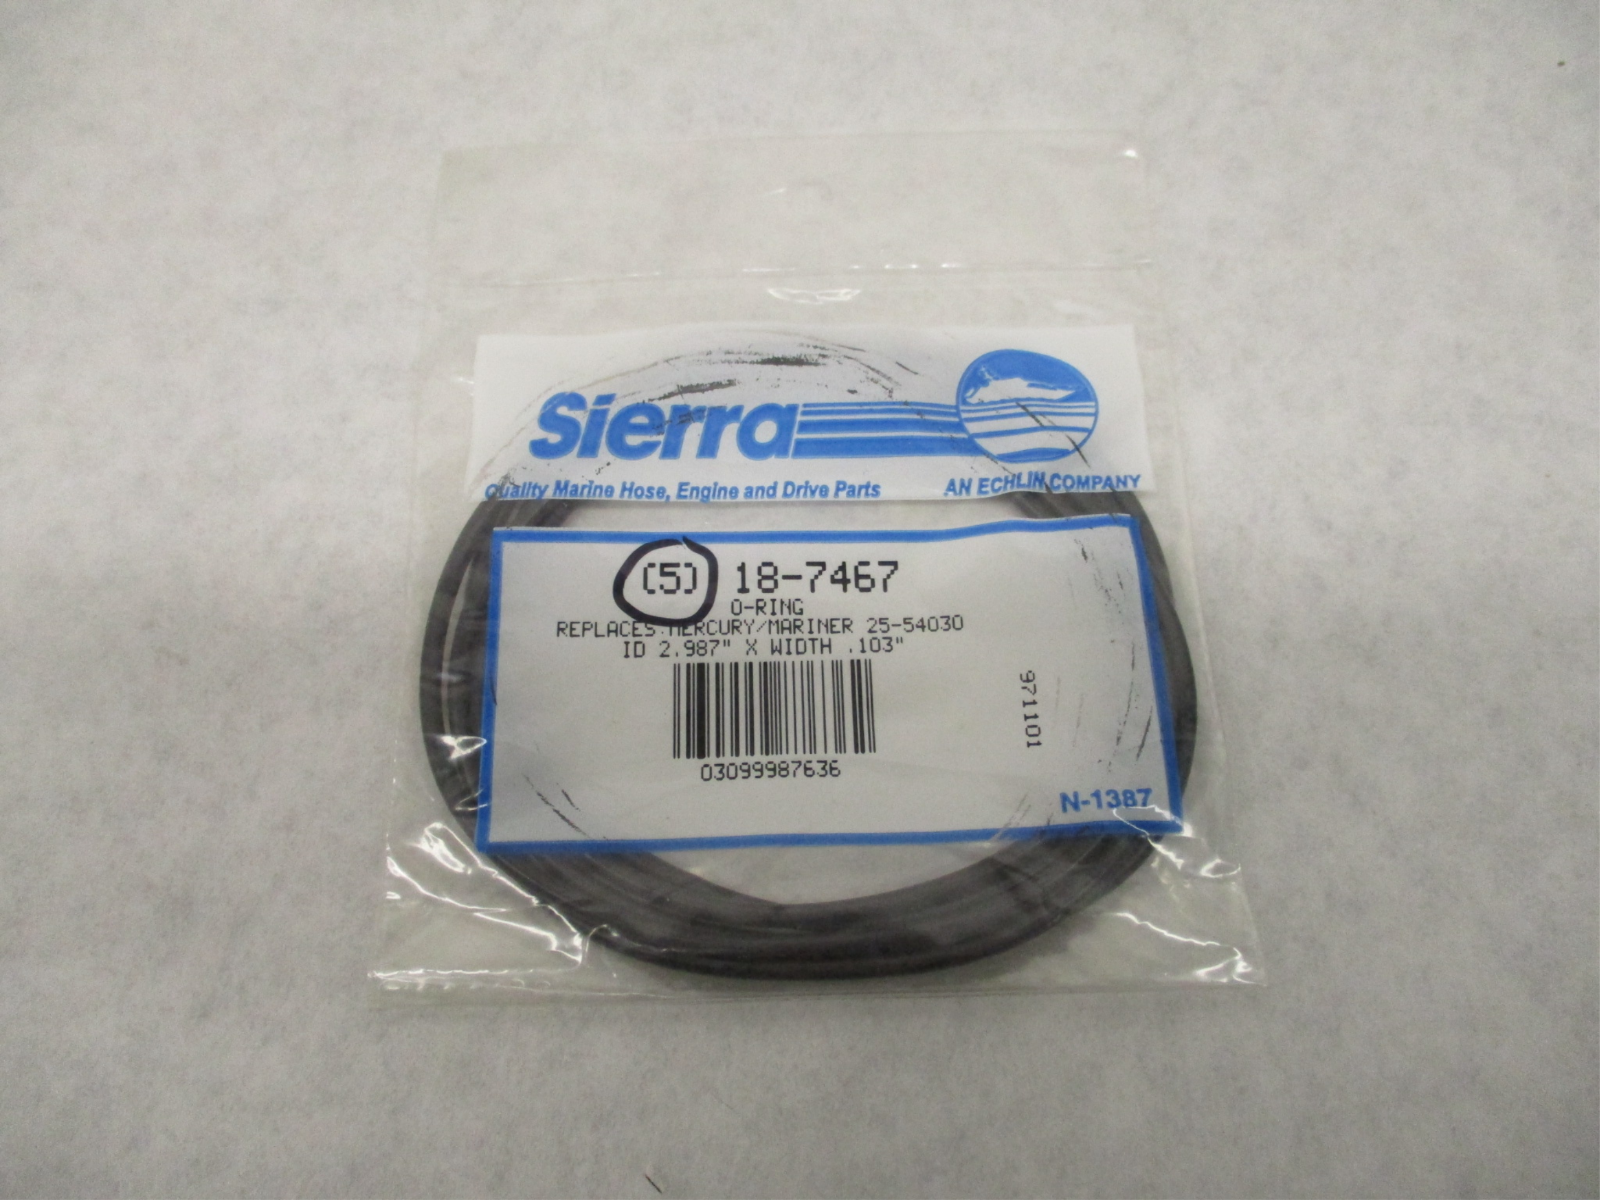 Sierra
Quality Marine Hose, Engine and Drive Parts
AN ECHLIN COMPANY
(5) 18-7467
O-RING
REPLACES MERCURY/MARINER 25-54030
ID 2.987" X WIDTH .103"
03099987636
971101
N-1387